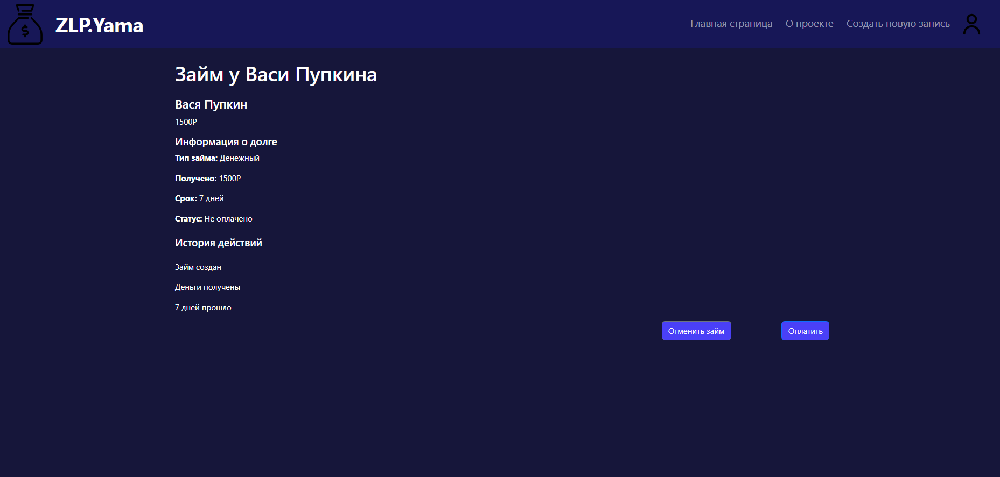 $
ZLP.Yama
Главная страница
О проекте
Создать новую запись
Займ у Васи Пупкина
Вася Пупкин
1500Р
Информация о долге
Тип займа: Денежный
Получено: 1500Р
Срок: 7 дней
Статус: Не оплачено
История действий
Займ создан
Деньги получены
7 дней прошло
Отменить займ
Оплатить